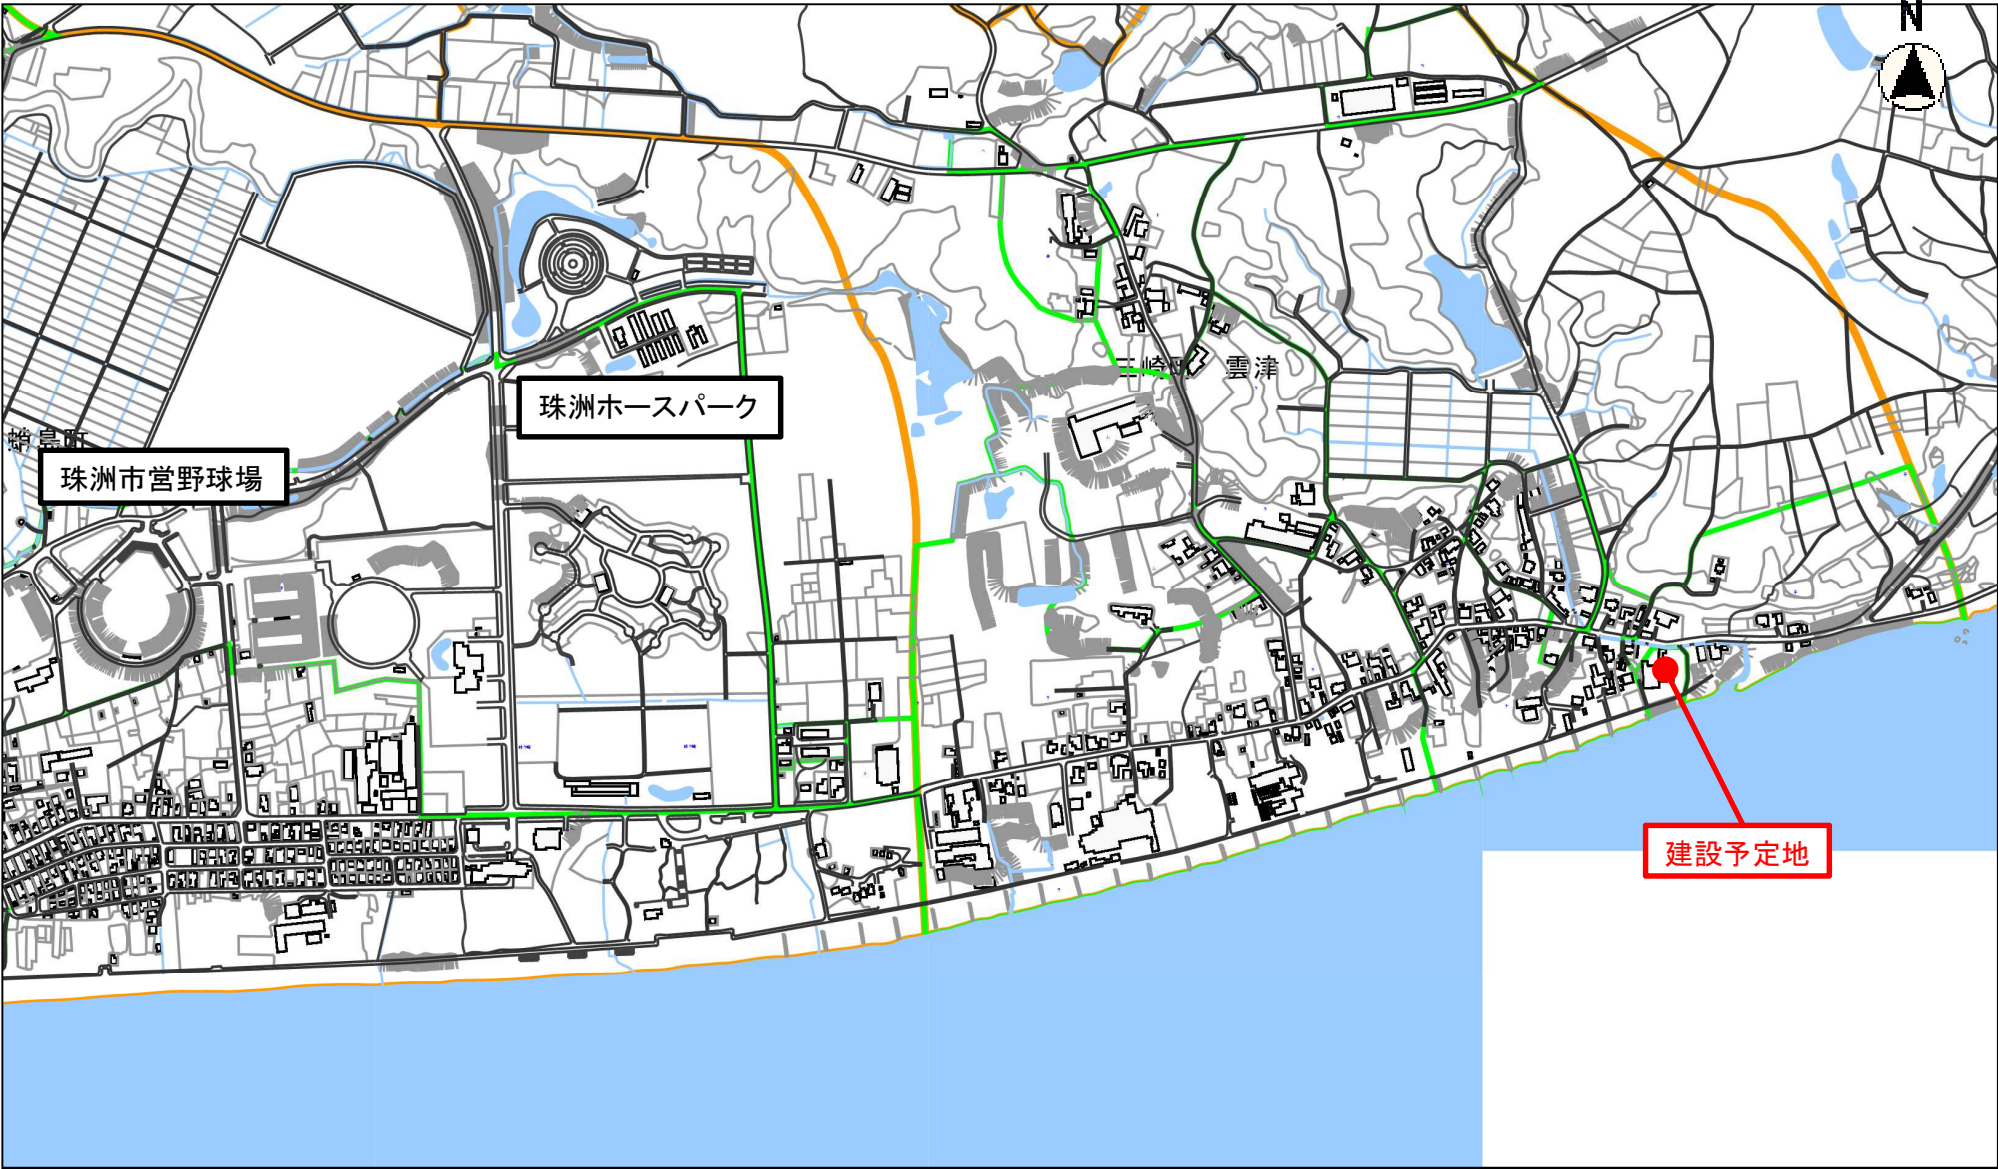 N
三崎町 雲津
珠洲ホースパーク
蛸島町
珠洲市営野球場
建設予定地